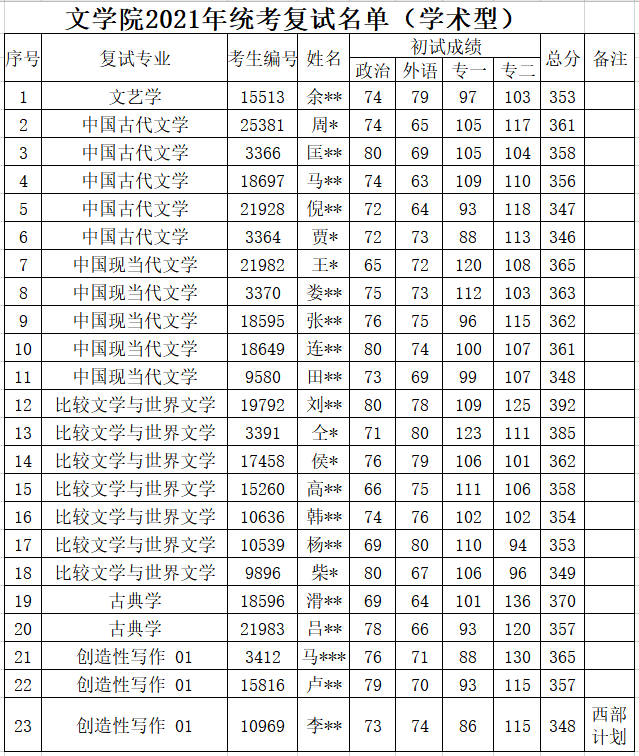 文学院2021年统考复试名单（学术型）
序号 复试专业 考生编号 姓名 初试成绩 总分 备注
政治 外语 专一 专二
1 文艺学 15513 余** 74 79 97 103 353
2 中国古代文学 25381 周* 74 65 105 117 361
3 中国古代文学 3366 匡** 80 69 105 104 358
4 中国古代文学 18697 马** 74 63 109 110 356
5 中国古代文学 21928 倪** 72 64 93 118 347
6 中国古代文学 3364 贾* 72 73 88 113 346
7 中国现当代文学 21982 王* 65 72 120 108 365
8 中国现当代文学 3370 娄** 75 73 112 103 363
9 中国现当代文学 18595 张** 76 75 96 115 362
10 中国现当代文学 18649 连** 80 74 100 107 361
11 中国现当代文学 9580 田** 73 69 99 107 348
12 比较文学与世界文学 19792 刘** 80 78 109 125 392
13 比较文学与世界文学 3391 仝* 71 80 123 111 385
14 比较文学与世界文学 17458 侯* 76 79 106 101 362
15 比较文学与世界文学 15260 高** 66 75 111 106 358
16 比较文学与世界文学 10636 韩** 74 76 102 102 354
17 比较文学与世界文学 10539 杨** 69 80 110 94 353
18 比较文学与世界文学 9896 柴* 80 67 106 96 349
19 古典学 18596 滑** 69 64 101 136 370
20 古典学 21983 吕** 78 66 93 120 357
21 创造性写作 01 3412 马*** 76 71 88 130 365
22 创造性写作 01 15816 卢** 79 70 93 115 357
23 创造性写作 01 10969 李** 73 74 86 115 348 西部
计划